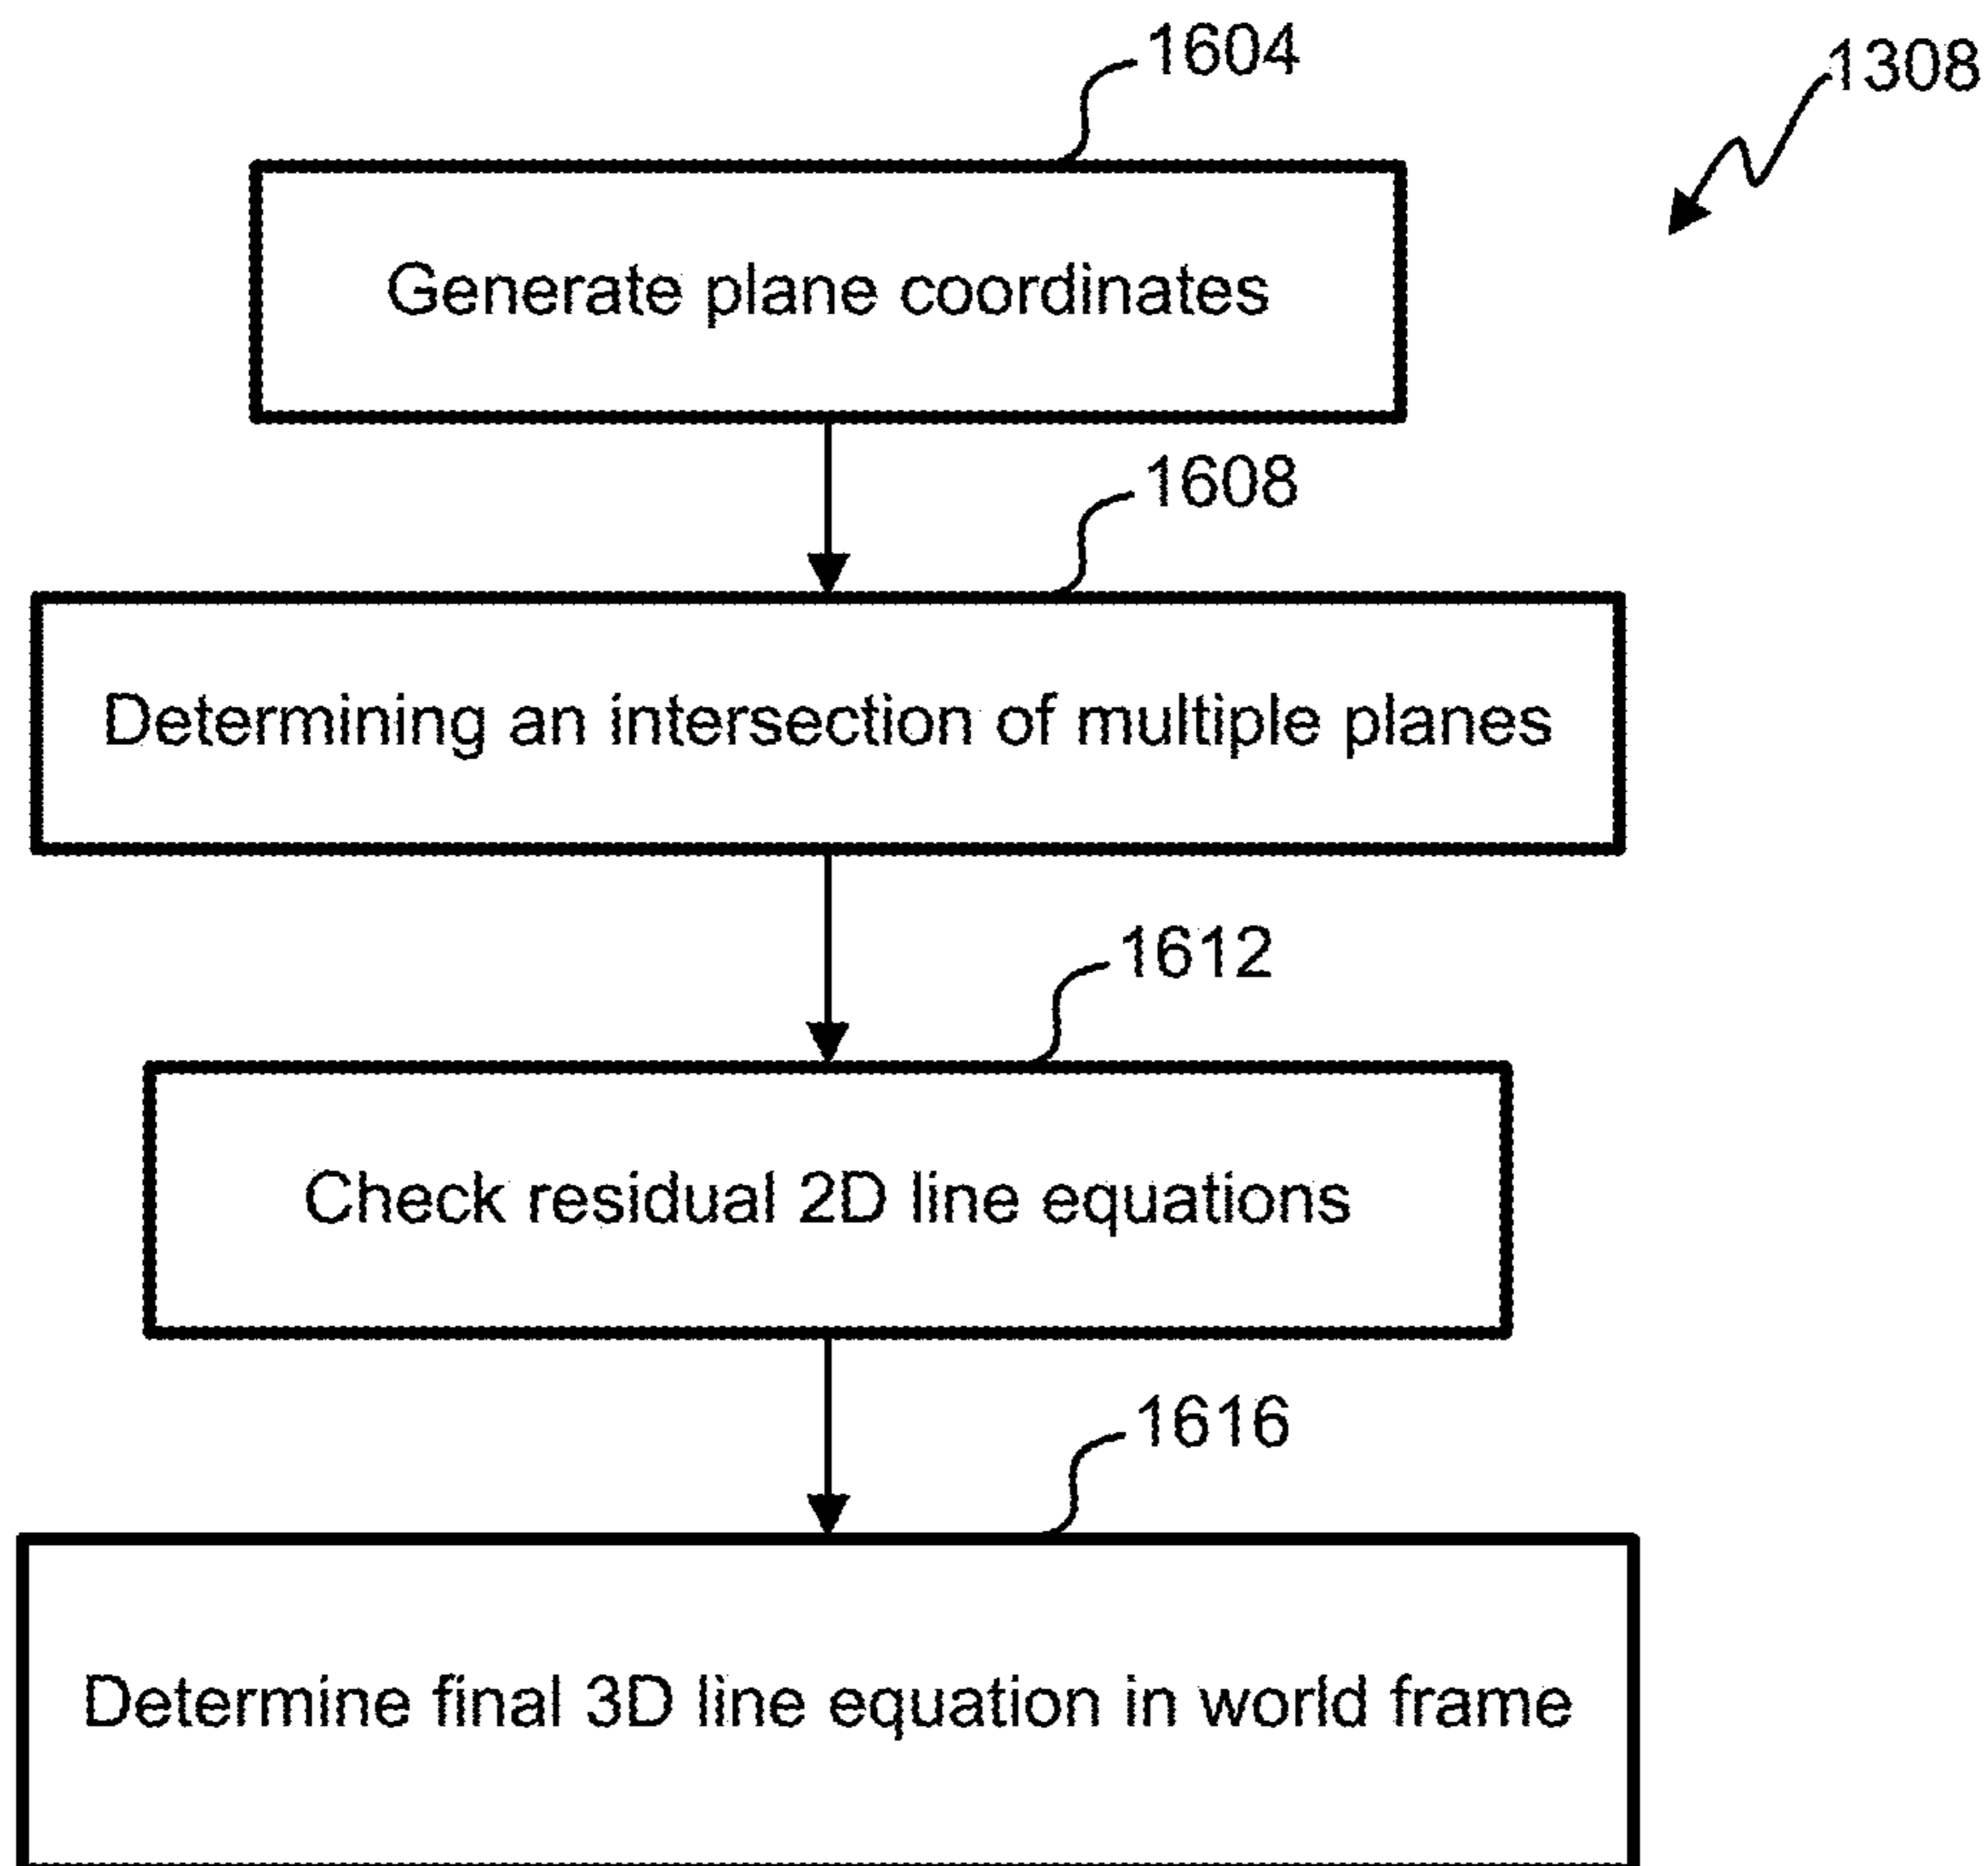 1604
1308
Generate plane coordinates
1608
Determining an intersection of multiple planes
1612
Check residual 2D line equations
1616
Determine final 3D line equation in world frame